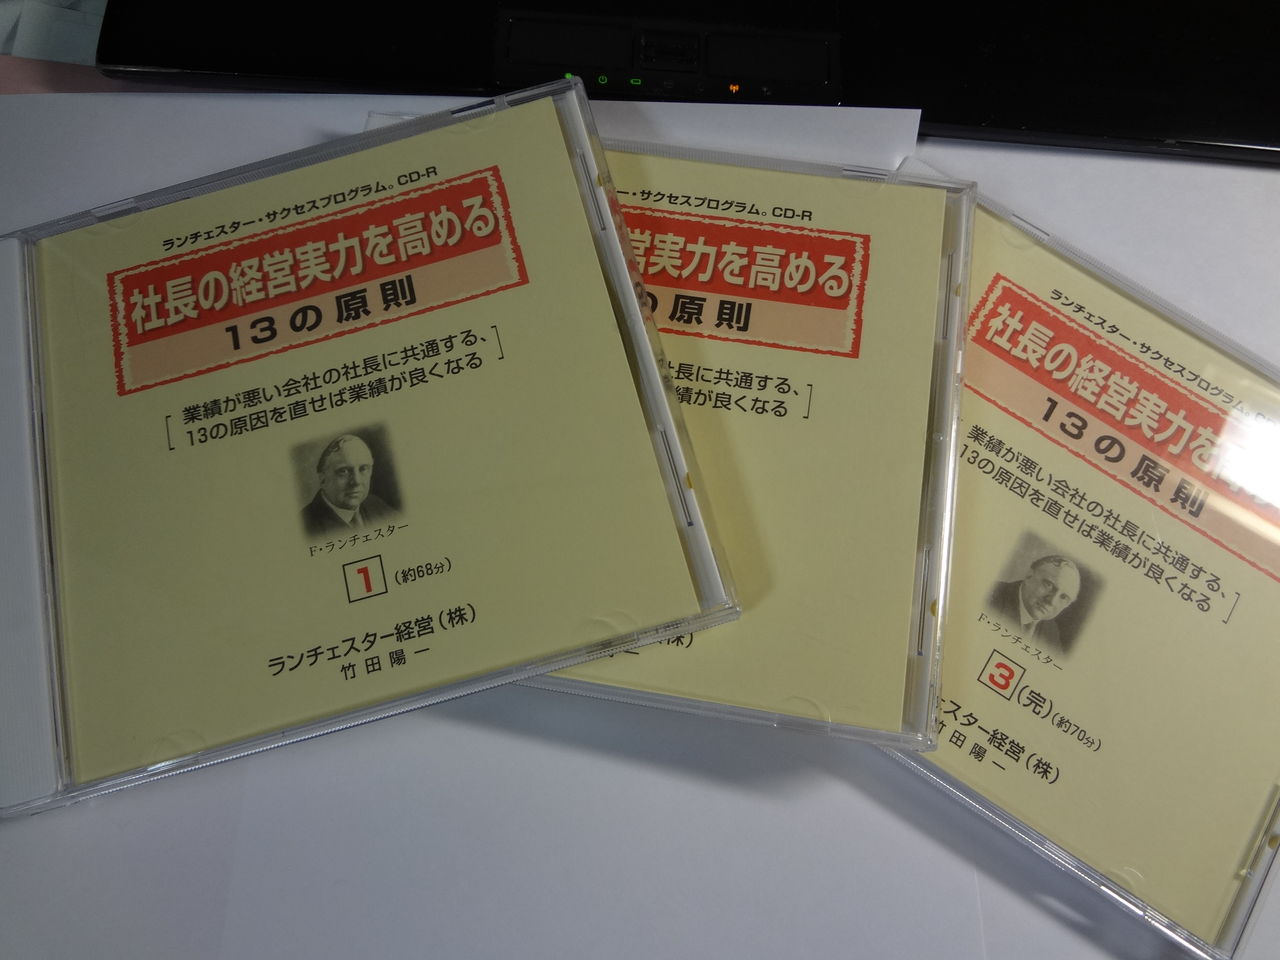 ランチェスター・サクセスプログラム。CD-R
社長の経営実力を高める
13の原則
業績が悪い会社の社長に共通する、
13の原因を直せば業績が良くなる
F・ランチェスター
1 (約68分)
ランチェスター経営(株)
竹田陽一
ー・サクセスプログラム。CD-R
営実力を高める
の原則
社長に共通する、
績が良くなる
(株)
一
ランチェスター・サクセスプログラム。C
社長の経営実力を高
13の原則
業績が悪い会社の社長に共通する、
13の原因を直せば業績が良くなる
F・ランチェスター
3 (完) (約70分)
ェスター経営(株)
竹田陽一